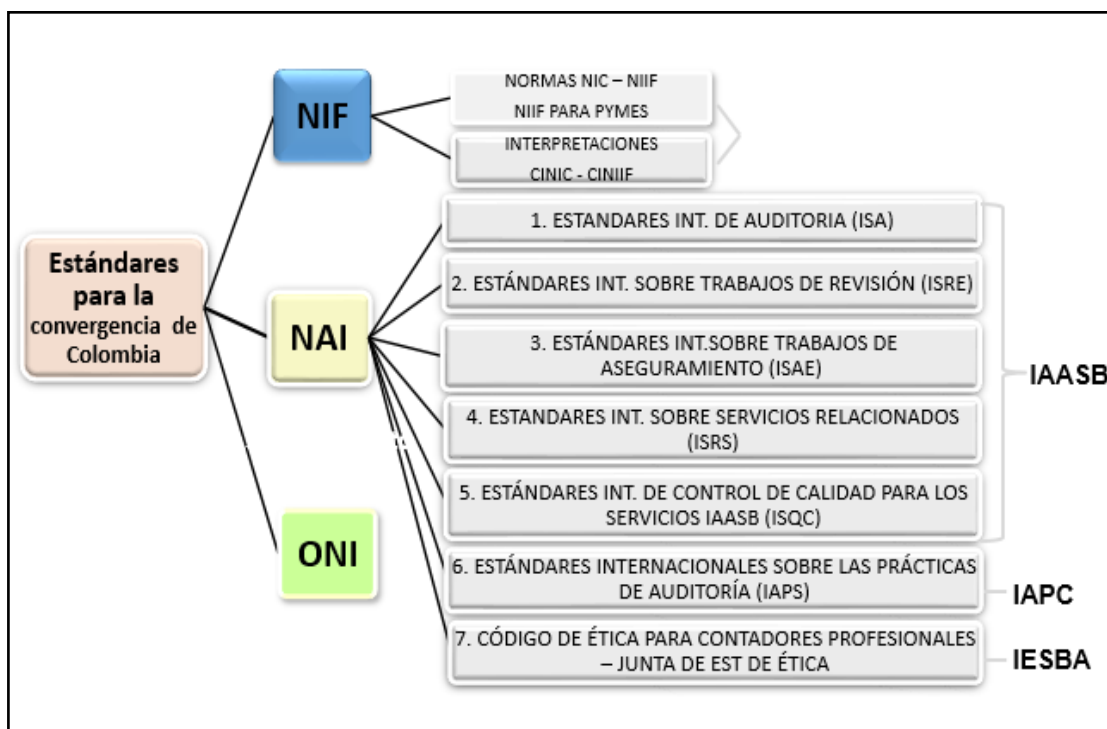 NIF
NORMAS NIC – NIIF
NIIF PARA PYMES
INTERPRETACIONES
CINIC - CINIIF
Estándares
para la
convergencia de
Colombia
NAI
1. ESTANDARES INT. DE AUDITORIA (ISA)
2. ESTÁNDARES INT. SOBRE TRABAJOS DE REVISIÓN (ISRE)
3. ESTÁNDARES INT.SOBRE TRABAJOS DE
ASEGURAMIENTO (ISAE)
4. ESTANDARES INT. SOBRE SERVICIOS RELACIONADOS
(ISRS)
5. ESTÁNDARES INT. DE CONTROL DE CALIDAD PARA LOS
SERVICIOS IAASB (ISQC)
IAASB
6. ESTÁNDARES INTERNACIONALES SOBRE LAS PRÁCTICAS
DE AUDITORÍA (IAPS)
IAPC
7. CÓDIGO DE ÉTICA PARA CONTADORES PROFESIONALES
– JUNTA DE EST DE ÉTICA
IESBA
ONI